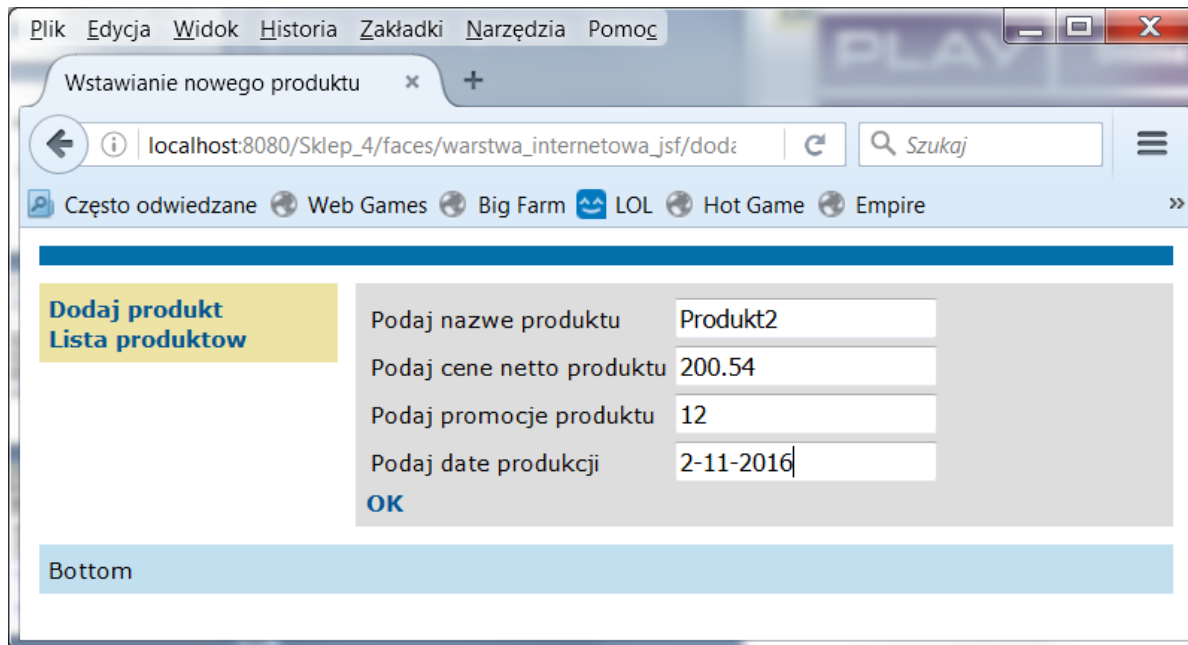 Plik Edycja Widok Historia Zakładki Narzędzia Pomoc
PLAY
Wstawianie nowego produktu
localhost:8080/Sklep_4/faces/warstwa_internetowa_jsf/doda
Szukaj
Często odwiedzane Web Games Big Farm LOL Hot Game Empire »
Dodaj produkt
Lista produktow
Podaj nazwe produktu Produkt2
Podaj cene netto produktu 200.54
Podaj promocje produktu 12
Podaj date produkcji 2-11-2016
OK
Bottom